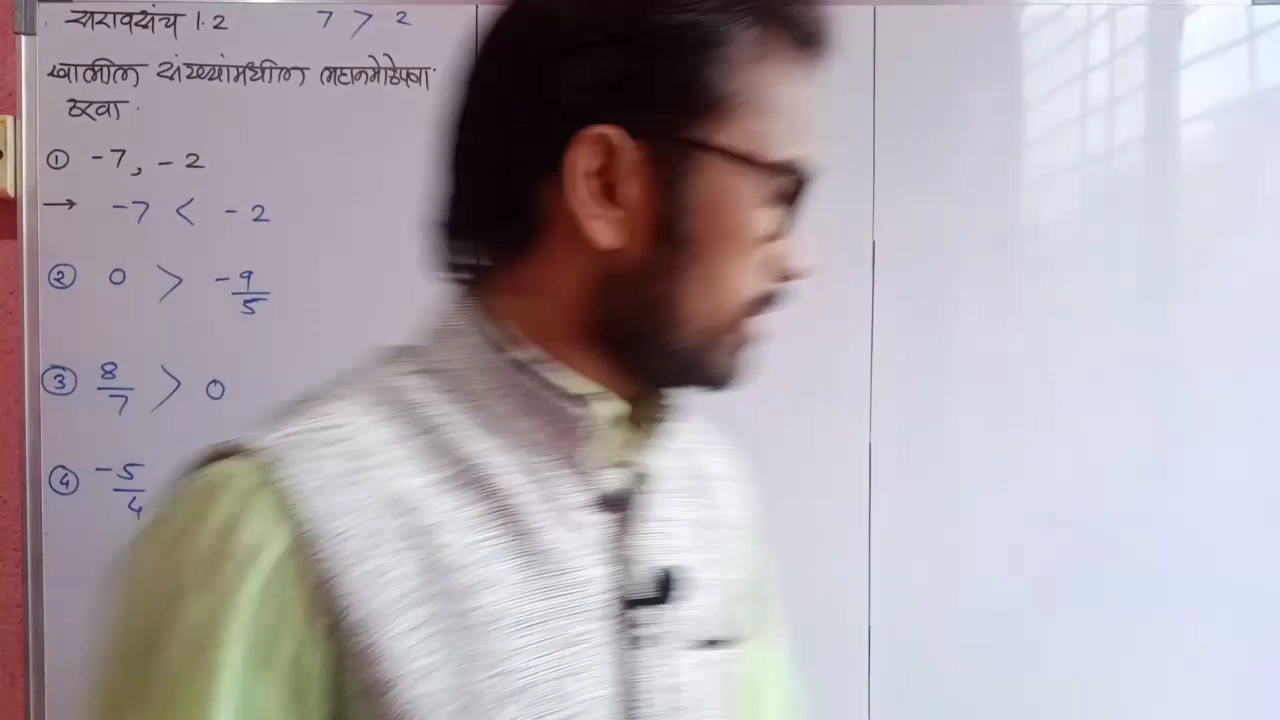 सरावसंच 1.2 7 > 2
खालील संख्यांमधील लहानमोठेपणा
ठरवा.
① -7, -2
→ -7 < -2
② 0 > -9/5
③ 8/7 > 0
④ -5/4